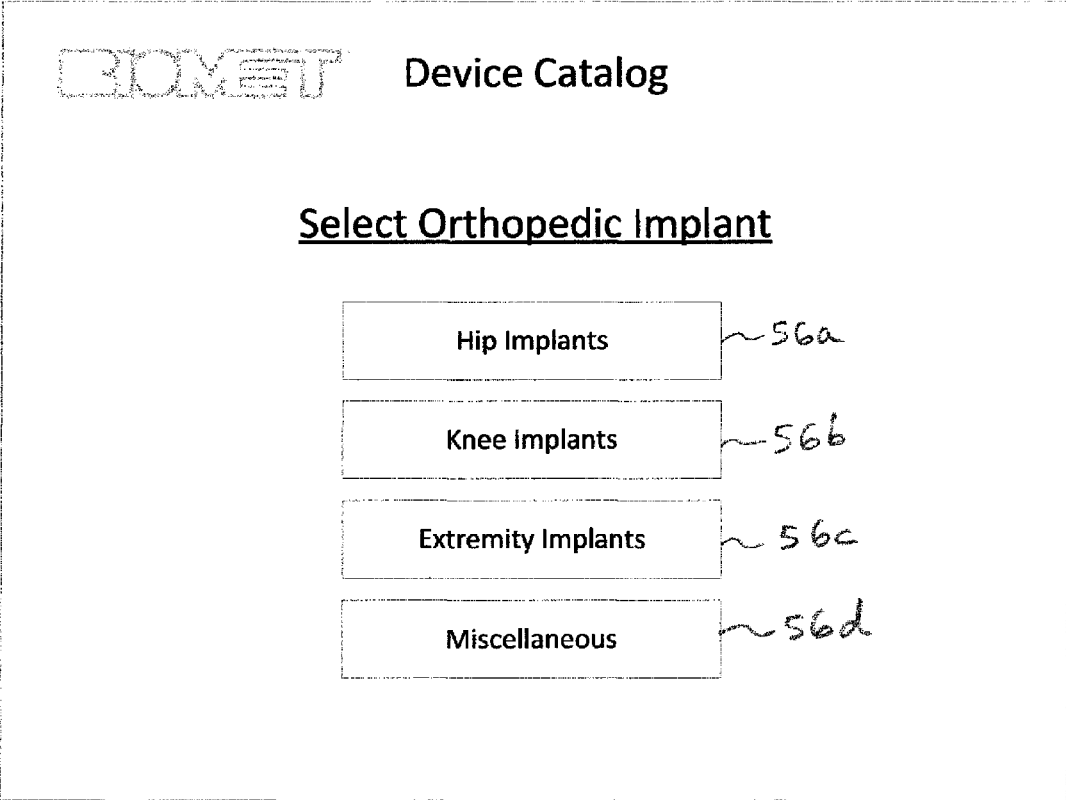 BIOMET Device Catalog
Select Orthopedic Implant
Hip Implants 56a
Knee Implants 56b
Extremity Implants 56c
Miscellaneous 56d